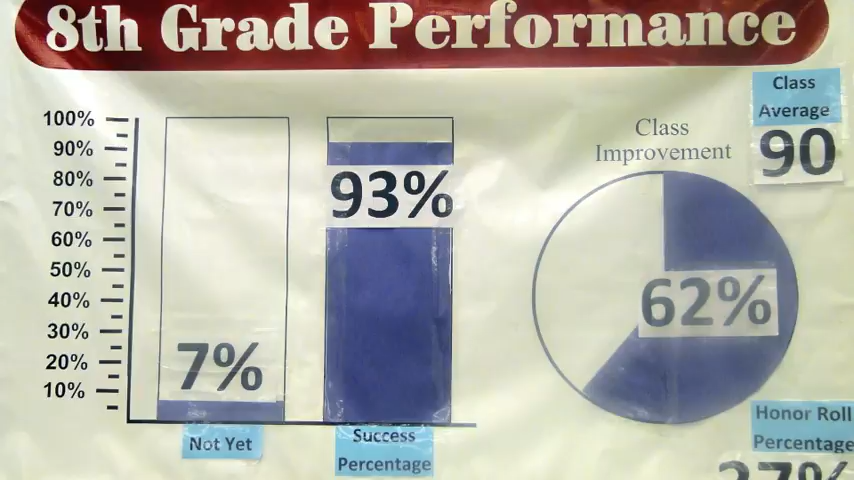 8th Grade Performance
Class
Average
90
Class
Improvement
100%
90%
80%
70%
60%
50%
40%
30%
20%
10%
93%
7%
62%
Not Yet
Success
Percentage
Honor Roll
Percentage